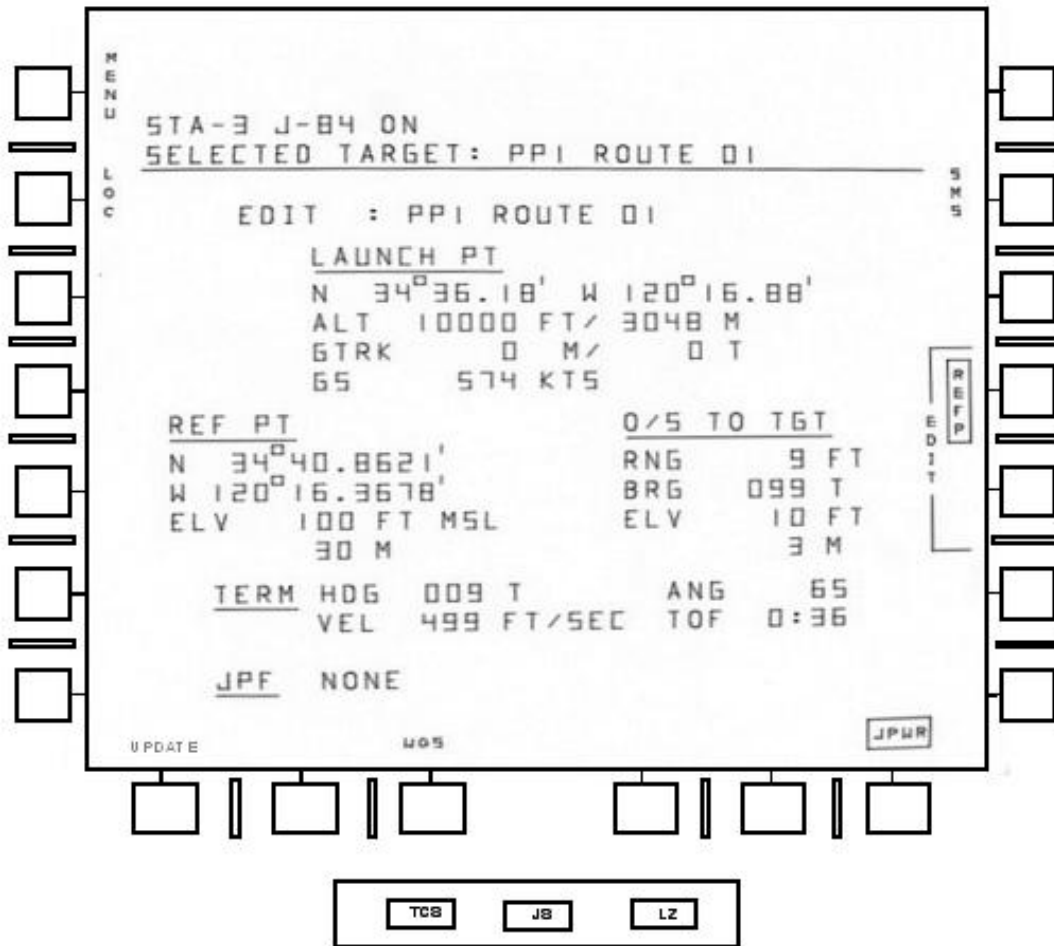 MENU
STA-3 J-84 ON
SELECTED TARGET: PP1 ROUTE 01
LOC
SMS
EDIT : PP1 ROUTE 01
LAUNCH PT
N 34°36.18' W 120°16.88'
ALT 10000 FT/ 3048 M
GTRK 0 M/ 0 T
GS 574 KTS
REFP
EDIT
REF PT O/S TO TGT
N 34°40.8621' RNG 9 FT
W 120°16.3678' BRG 099 T
ELV 100 FT MSL ELV 10 FT
30 M 3 M
TERM HDG 009 T ANG 65
VEL 499 FT/SEC TOF 0:36
JPF NONE
UPDATE WGS JPWR
TCS JS LZ